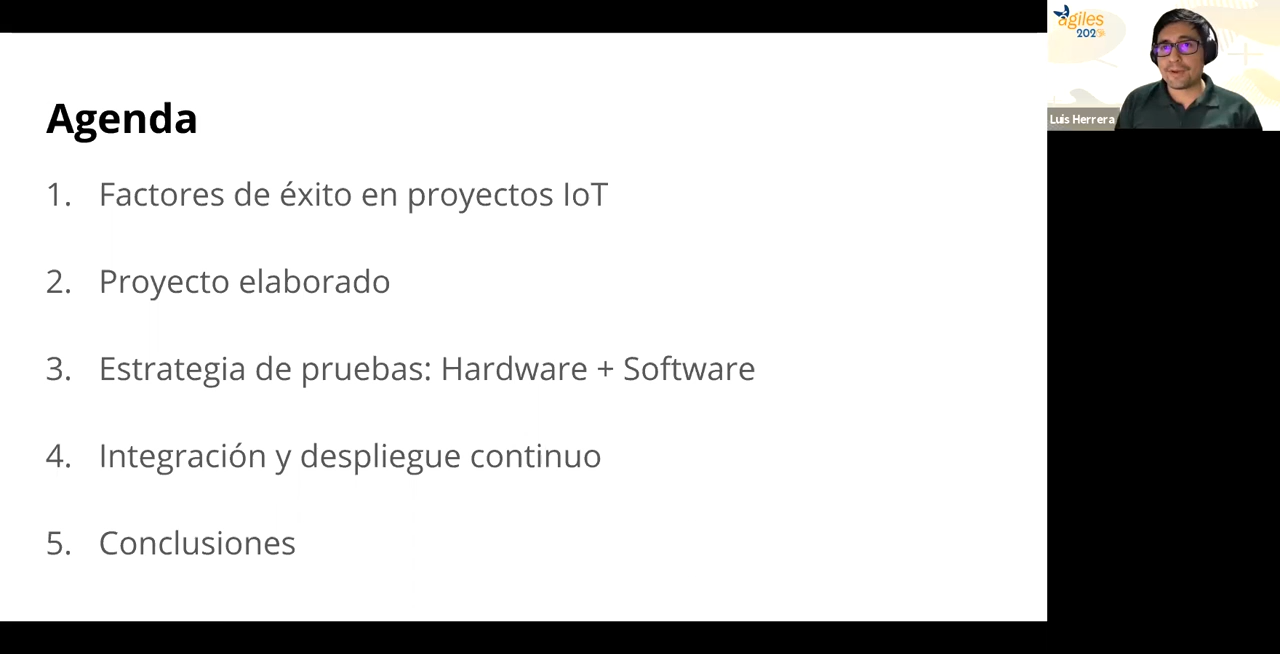 Agenda
1. Factores de éxito en proyectos IoT
2. Proyecto elaborado
3. Estrategia de pruebas: Hardware + Software
4. Integración y despliegue continuo
5. Conclusiones
ágiles
Luis Herrera